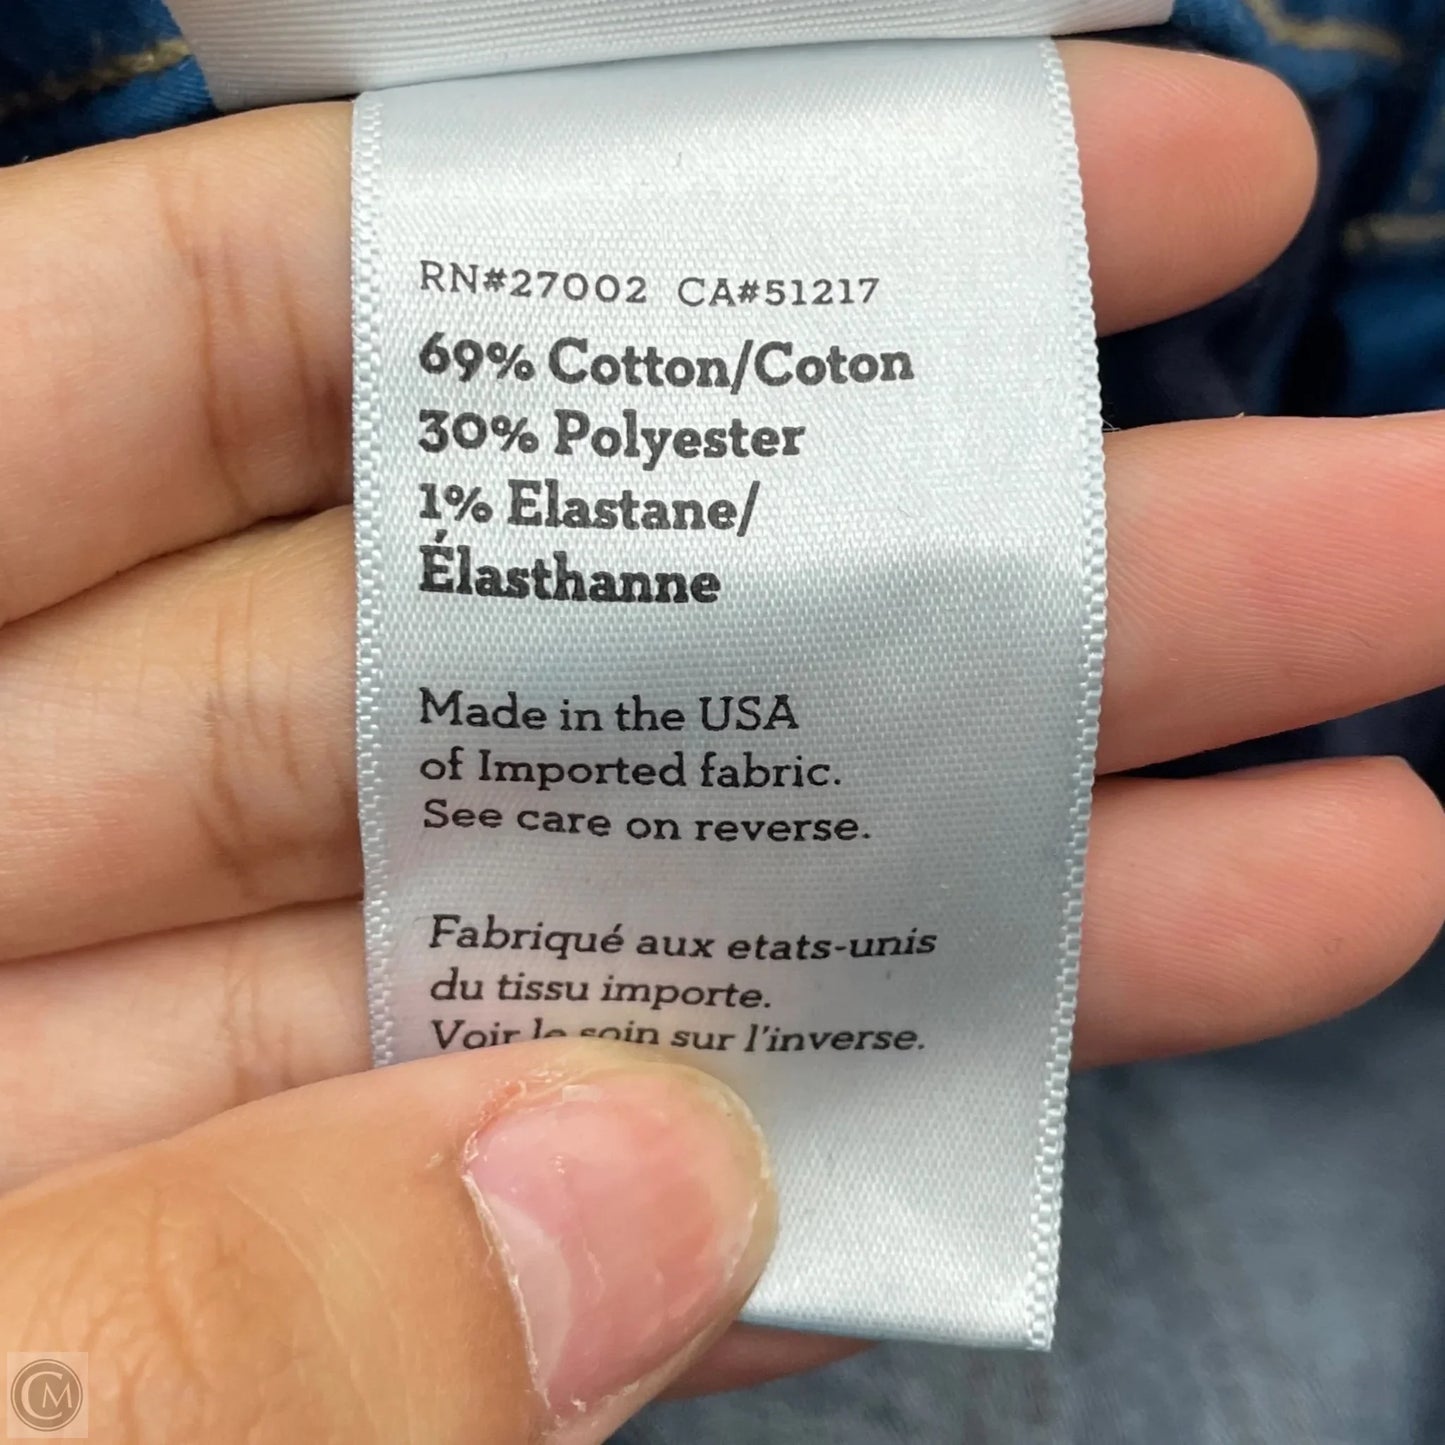 RN#27002 CA#51217
69% Cotton/Coton
30% Polyester
1% Elastane/
Élasthanne
Made in the USA
of Imported fabric.
See care on reverse.
Fabriqué aux etats-unis
du tissu importe.
Voir le soin sur l'inverse.
CM